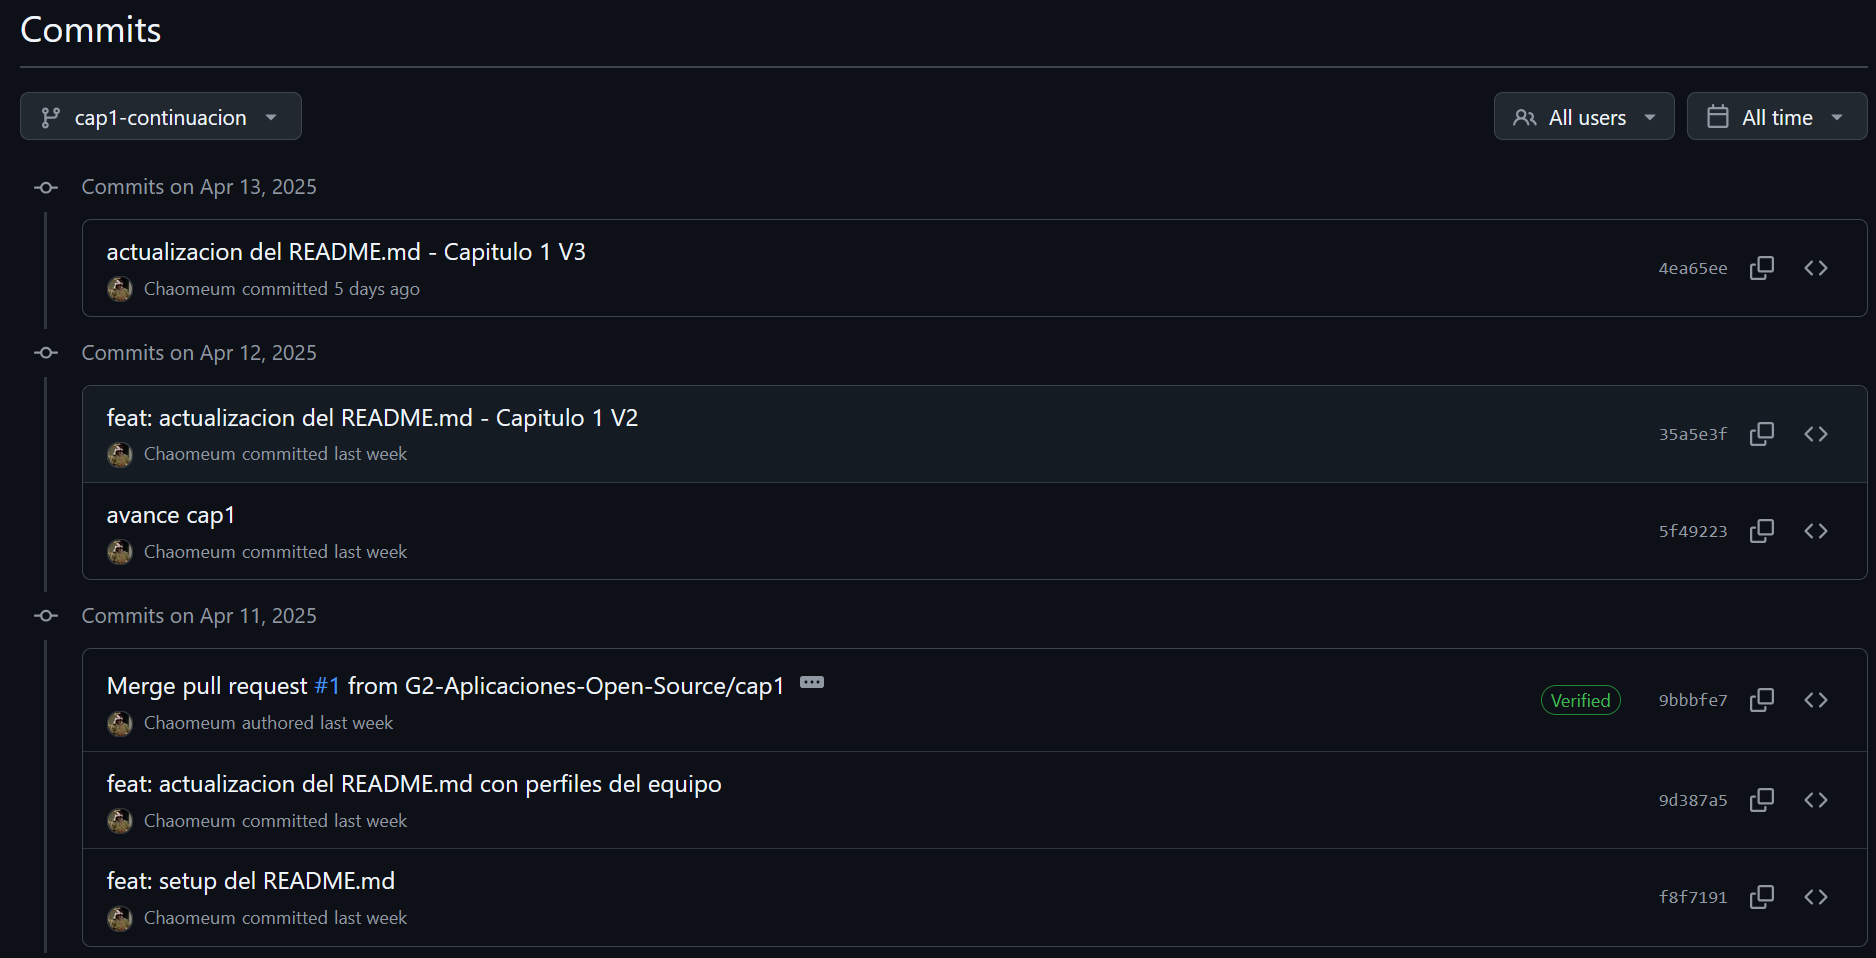 Commits
cap1-continuacion
All users
All time
Commits on Apr 13, 2025
actualizacion del README.md - Capitulo 1 V3
Chaomeum committed 5 days ago
4ea65ee
Commits on Apr 12, 2025
feat: actualizacion del README.md - Capitulo 1 V2
Chaomeum committed last week
35a5e3f
avance cap1
Chaomeum committed last week
5f49223
Commits on Apr 11, 2025
Merge pull request #1 from G2-Aplicaciones-Open-Source/cap1
Chaomeum authored last week
Verified
9bbbfe7
feat: actualizacion del README.md con perfiles del equipo
Chaomeum committed last week
9d387a5
feat: setup del README.md
Chaomeum committed last week
f8f7191